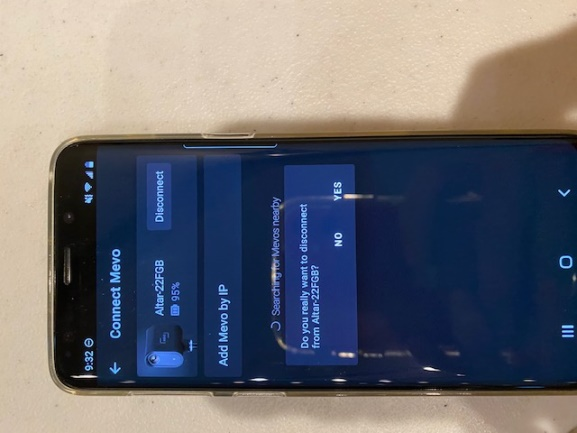 9:32
Connect Mevo
Altar-22FGB
95%
Disconnect
Add Mevo by IP
Searching for Mevos nearby
Do you really want to disconnect
from Altar-22FGB?
NO YES